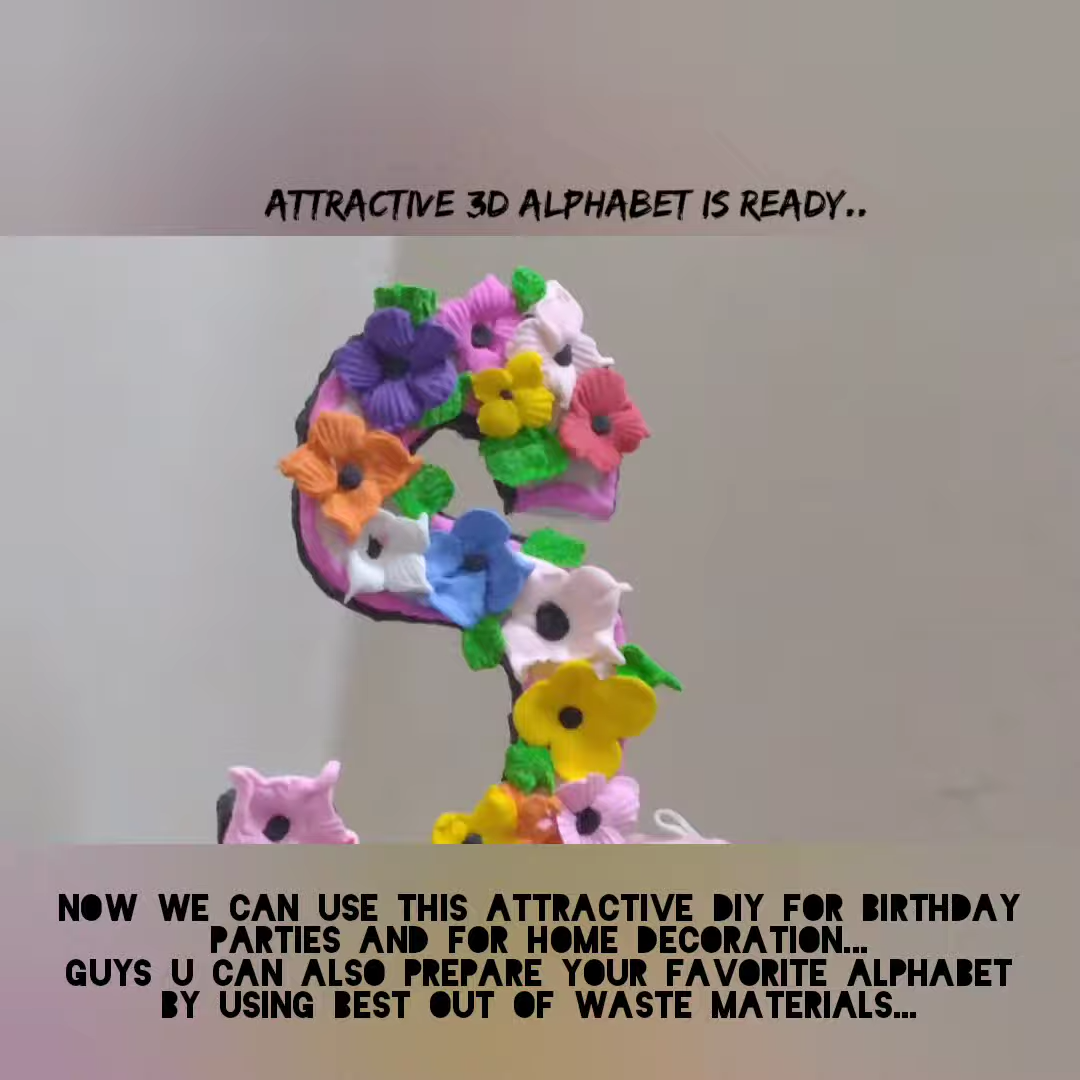 ATTRACTIVE 3D ALPHABET IS READY..
NOW WE CAN USE THIS ATTRACTIVE DIY FOR BIRTHDAY
PARTIES AND FOR HOME DECORATION...
GUYS U CAN ALSO PREPARE YOUR FAVORITE ALPHABET
BY USING BEST OUT OF WASTE MATERIALS...